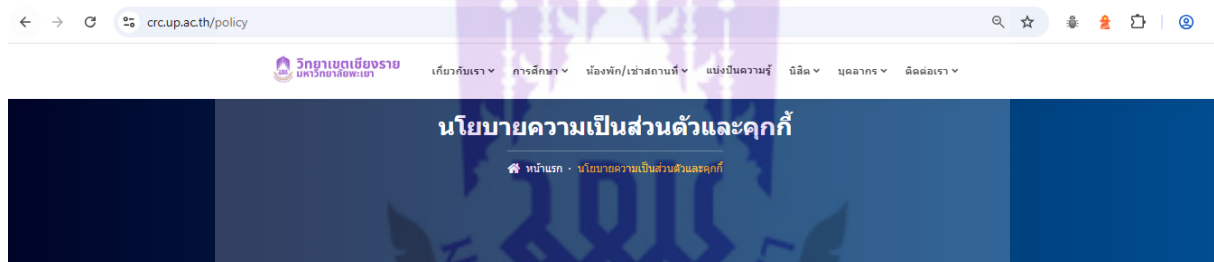 crc.up.ac.th/policy
วิทยาเขตเชียงราย
มหาวิทยาลัยพะเยา
เกี่ยวกับเรา การศึกษา ห้องพัก/เช่าสถานที่ แบ่งปันความรู้ นิสิต บุคลากร ติดต่อเรา
นโยบายความเป็นส่วนตัวและคุกกี้
หน้าแรก · นโยบายความเป็นส่วนตัวและคุกกี้